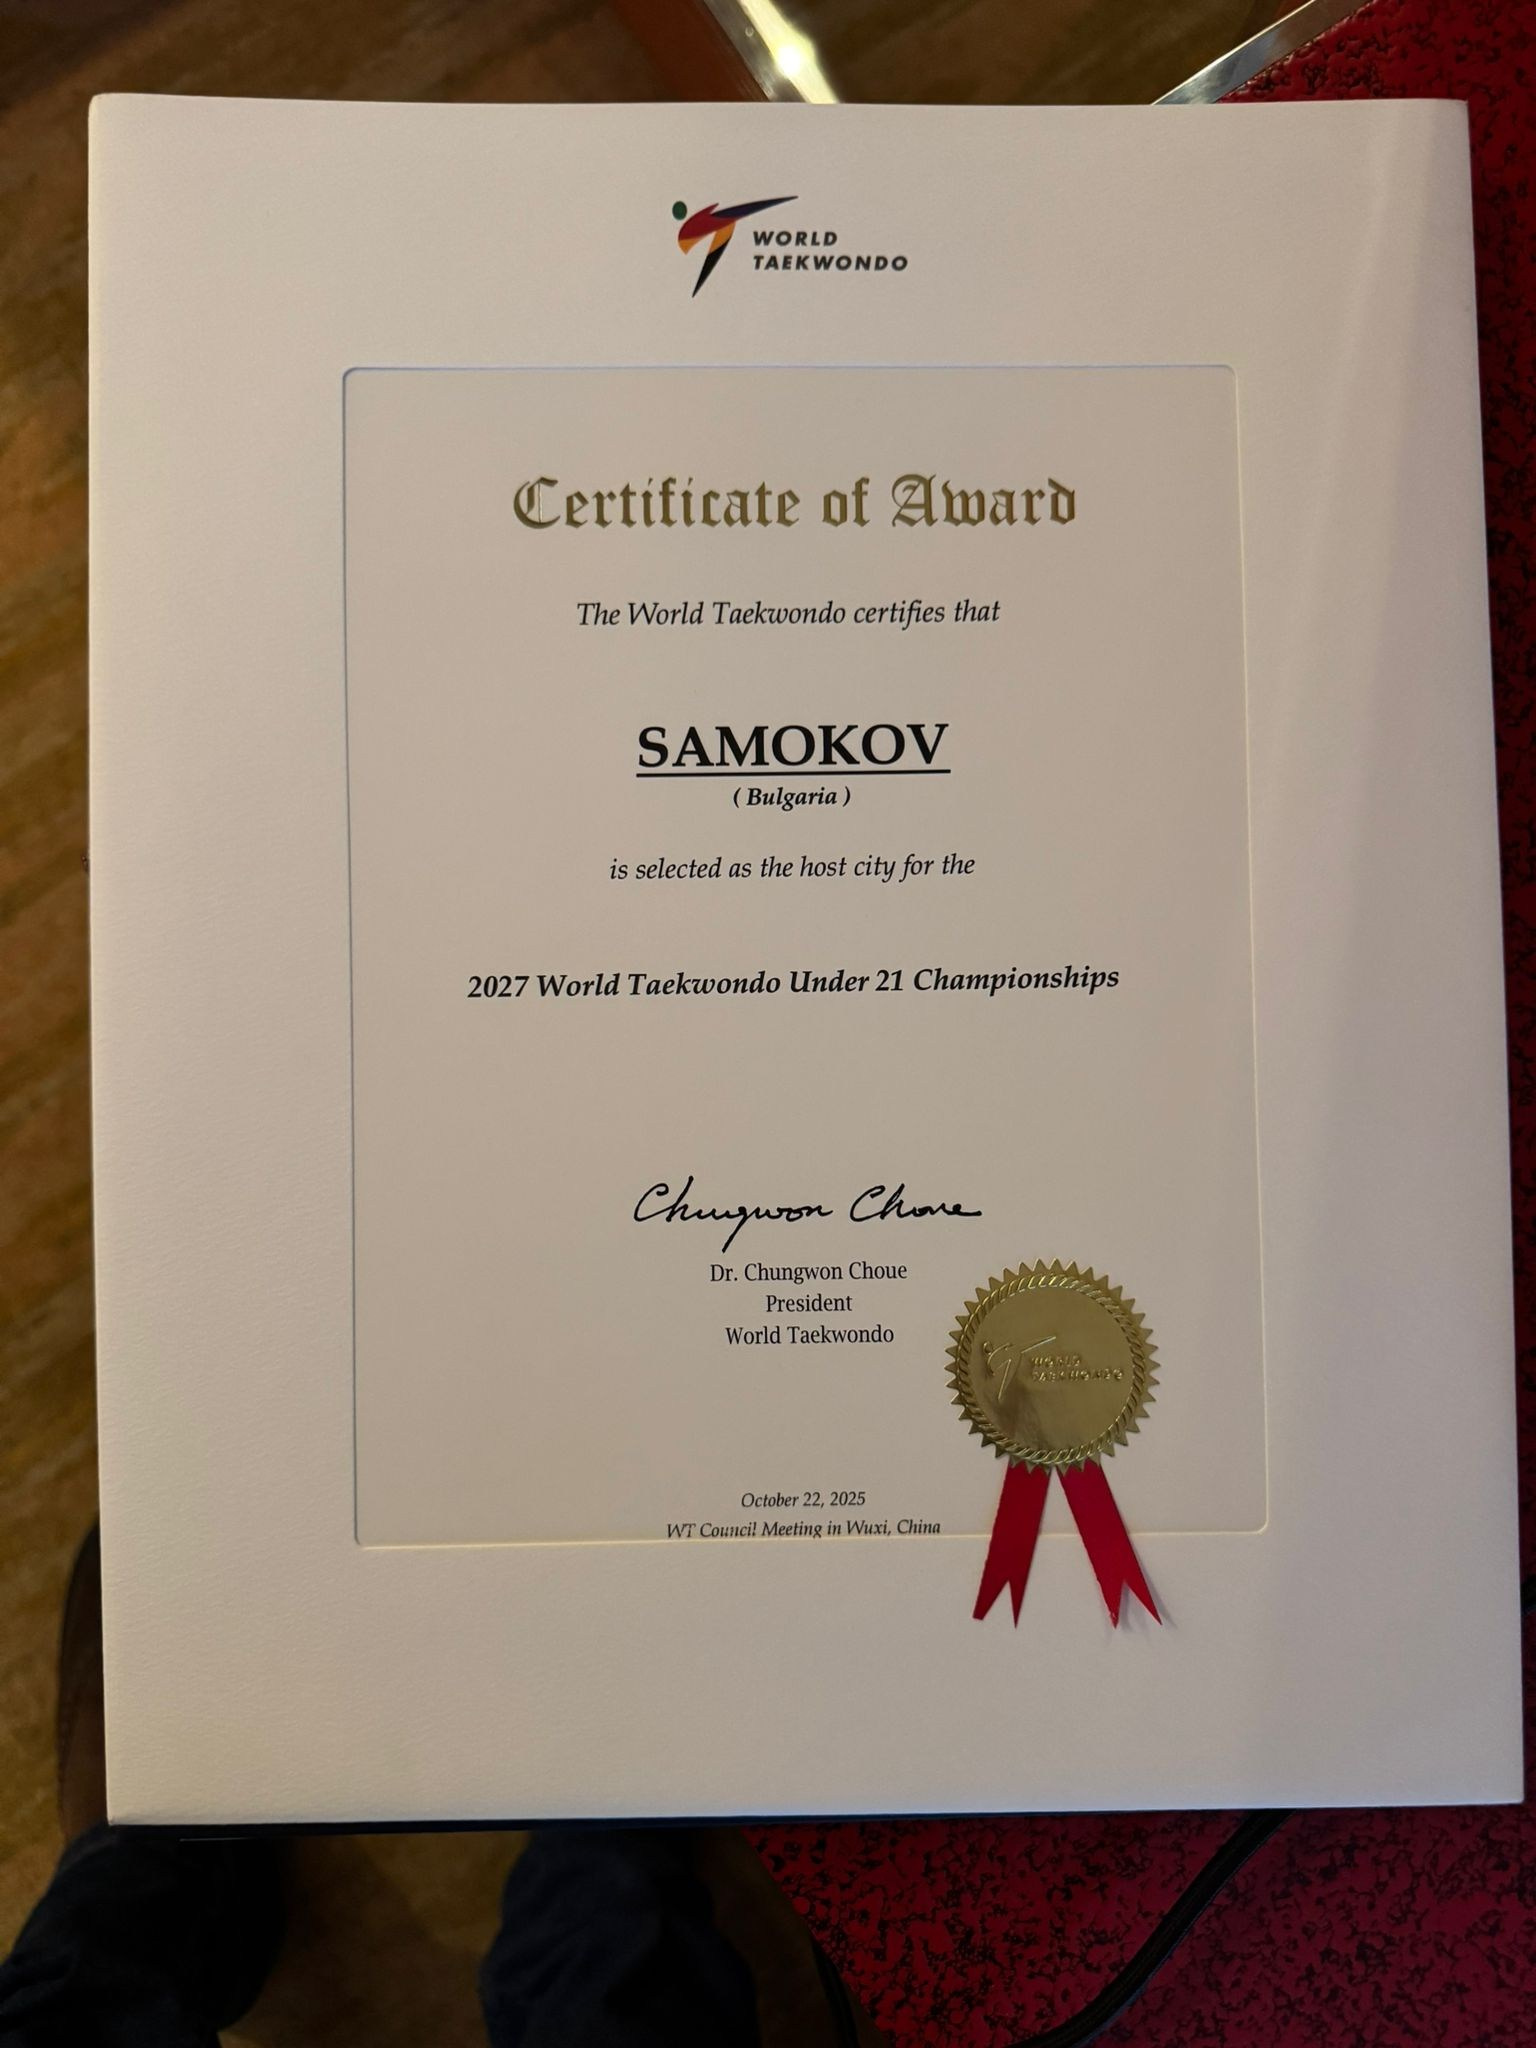 WORLD
TAEKWONDO
Certificate of Award
The World Taekwondo certifies that
SAMOKOV
( Bulgaria )
is selected as the host city for the
2027 World Taekwondo Under 21 Championships
Chungwon Choue
Dr. Chungwon Choue
President
World Taekwondo
WORLD
TAEKWONDO
October 22, 2025
WT Council Meeting in Wuxi, China